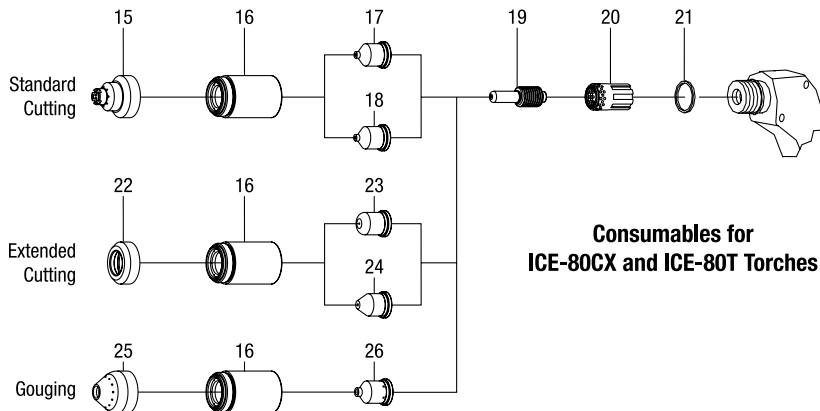 15 16 17 19 20 21
Standard
Cutting
18
22 16 23
Extended
Cutting
24
Consumables for
ICE-80CX and ICE-80T Torches
25 16 26
Gouging